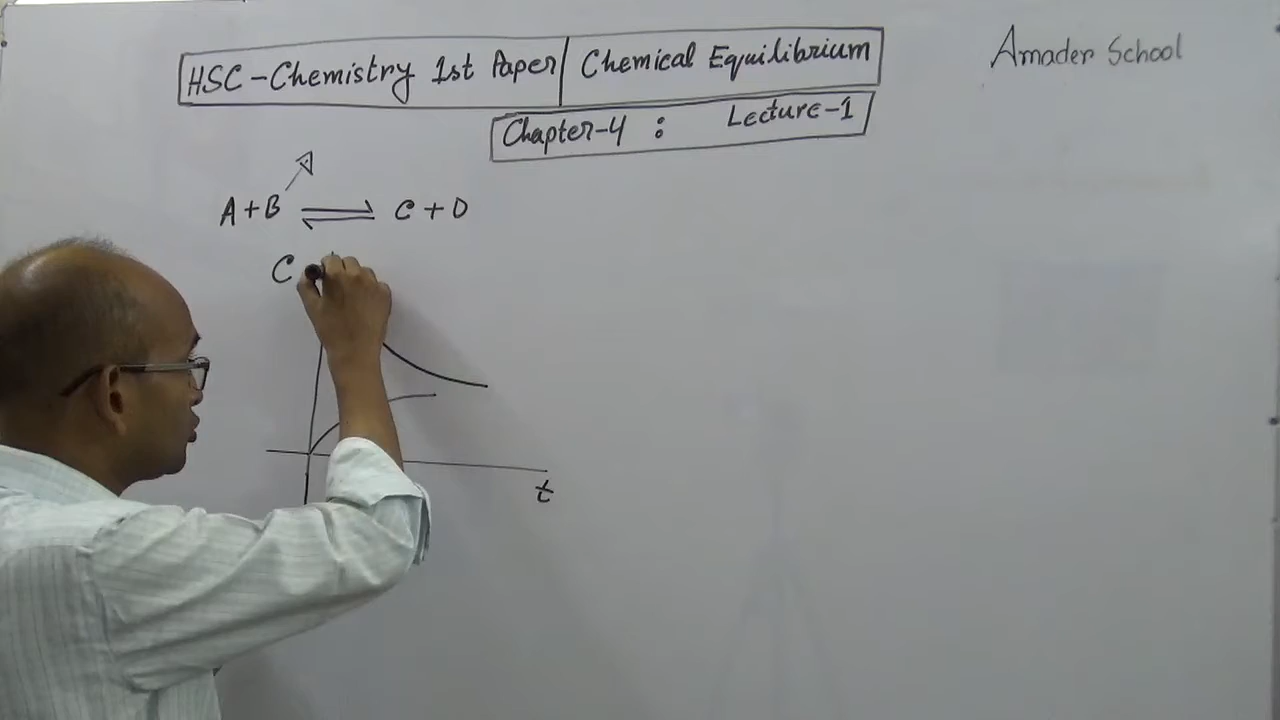 HSC-Chemistry 1st Paper | Chemical Equilibrium
Amader School
Chapter-4 : Lecture-1
A+B ⇌ C+D
C
t